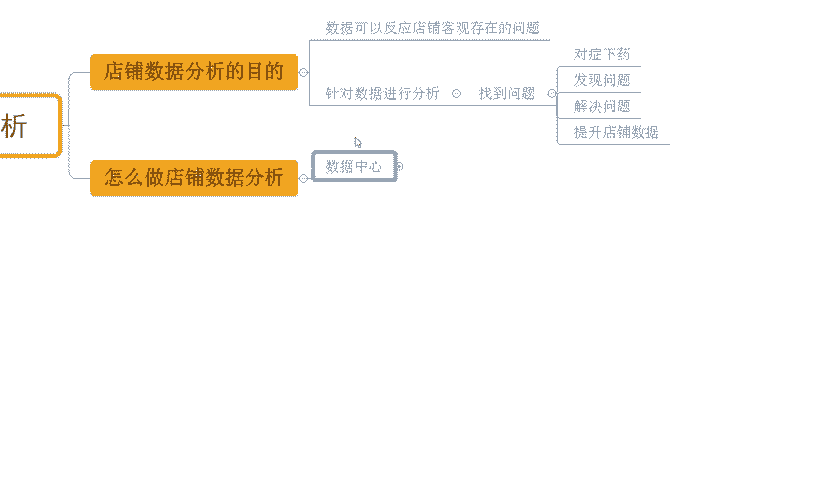 数据可以反应店铺客观存在的问题
店铺数据分析的目的
针对数据进行分析
找到问题
对症下药
发现问题
解决问题
提升店铺数据
析
怎么做店铺数据分析
数据中心